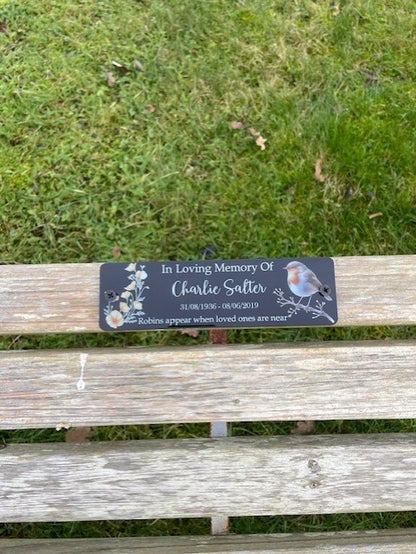 In Loving Memory Of
Charlie Salter
31/08/1936 - 08/06/2019
"Robins appear when loved ones are near"